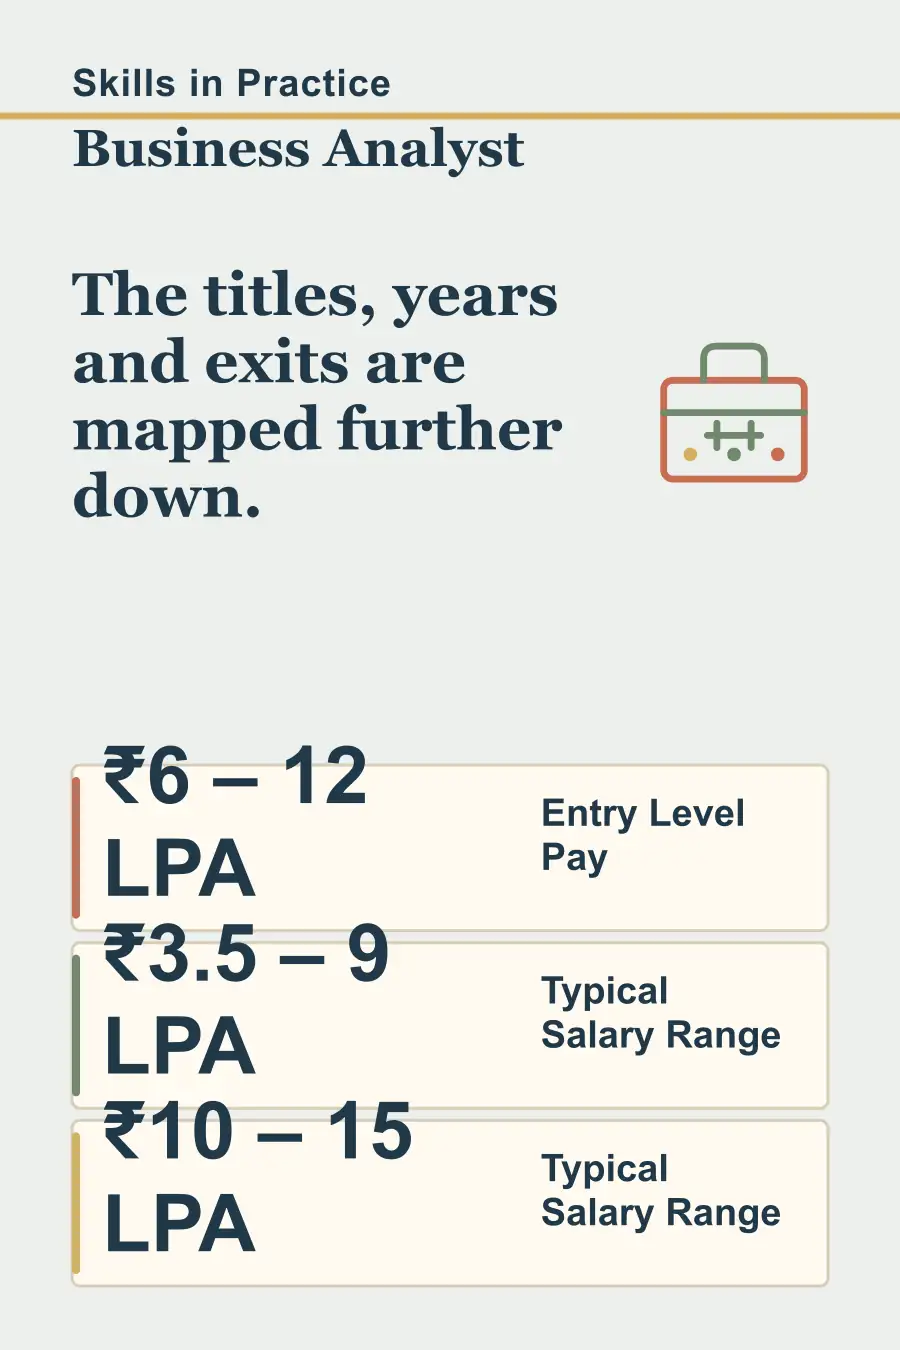 Skills in Practice
Business Analyst
The titles, years
and exits are
mapped further
down.
₹6 – 12
LPA
Entry Level
Pay
₹3.5 – 9
LPA
Typical
Salary Range
₹10 – 15
LPA
Typical
Salary Range